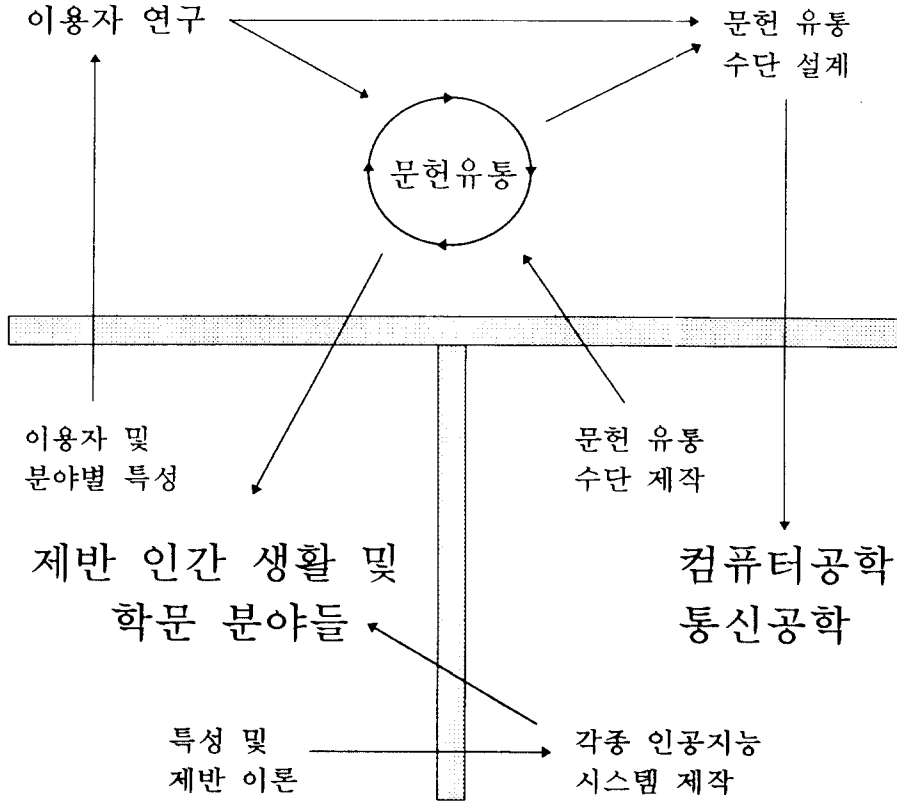 이용자 연구
문헌 유통
수단 설계
문헌유통
이용자 및
분야별 특성
문헌 유통
수단 제작
제반 인간 생활 및
학문 분야들
컴퓨터공학
통신공학
특성 및
제반 이론
각종 인공지능
시스템 제작